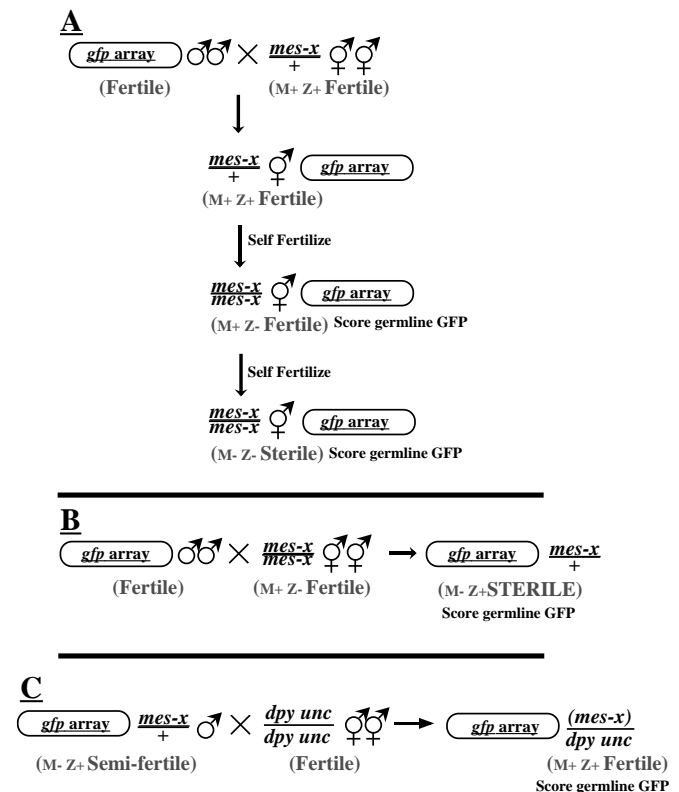 A
gfp array ♂♂ × mes-x/+ ⚥⚥
(Fertile) (M+ Z+ Fertile)
mes-x/+ ⚥ gfp array
(M+ Z+ Fertile)
Self Fertilize
mes-x/mes-x ⚥ gfp array
(M+ Z- Fertile) Score germline GFP
Self Fertilize
mes-x/mes-x ⚥ gfp array
(M- Z- Sterile) Score germline GFP
B
gfp array ♂♂ × mes-x/mes-x ⚥⚥ → gfp array mes-x/+
(Fertile) (M+ Z- Fertile) (M- Z+STERILE)
Score germline GFP
C
gfp array mes-x/+ ♂ × dpy unc/dpy unc ⚥⚥ → gfp array (mes-x)/dpy unc
(M- Z+ Semi-fertile) (Fertile) (M+ Z+ Fertile)
Score germline GFP